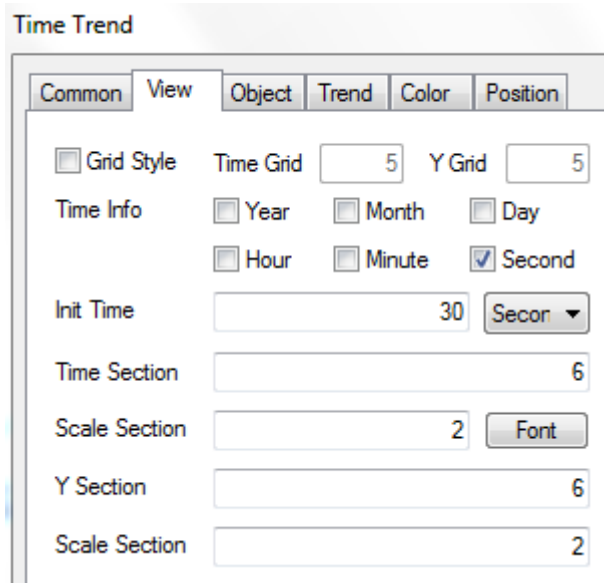 Time Trend
Common View Object Trend Color Position
Grid Style Time Grid 5 Y Grid 5
Time Info Year Month Day
Hour Minute Second
Init Time 30 Secon
Time Section 6
Scale Section 2 Font
Y Section 6
Scale Section 2